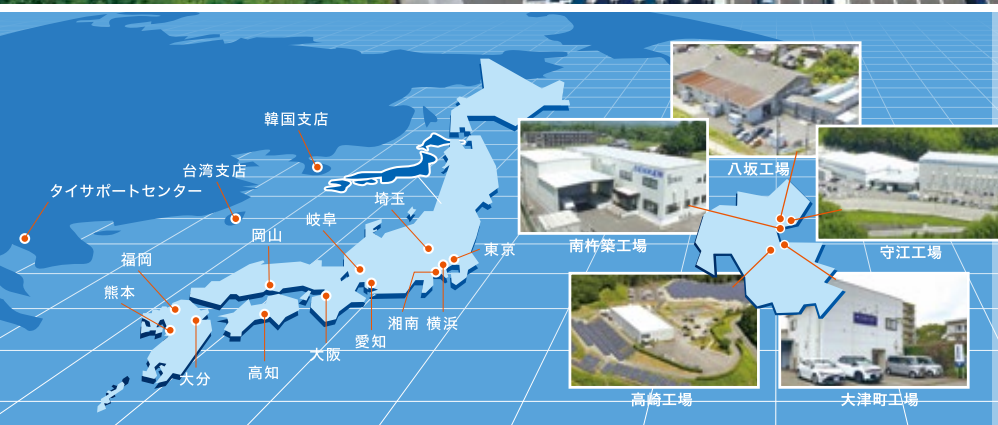 韓国支店
台湾支店
タイサポートセンター
埼玉
岐阜
岡山
東京
福岡
熊本
湘南 横浜
愛知
大阪
高知
大分
八坂工場
南杵築工場
守江工場
高崎工場
大津町工場